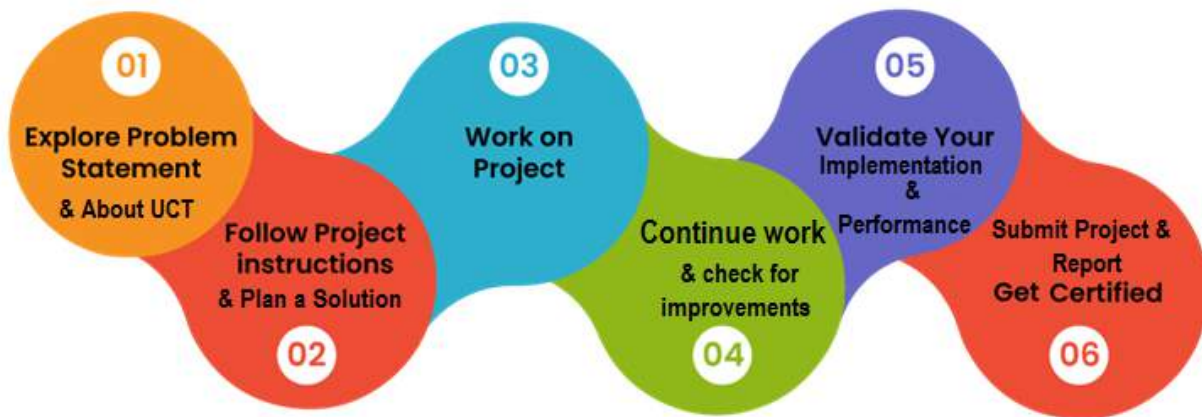 01
Explore Problem
Statement
& About UCT
Follow Project
instructions
& Plan a Solution
02
03
Work on
Project
Continue work
& check for
improvements
04
05
Validate Your
Implementation
&
Performance
Submit Project &
Report
Get Certified
06